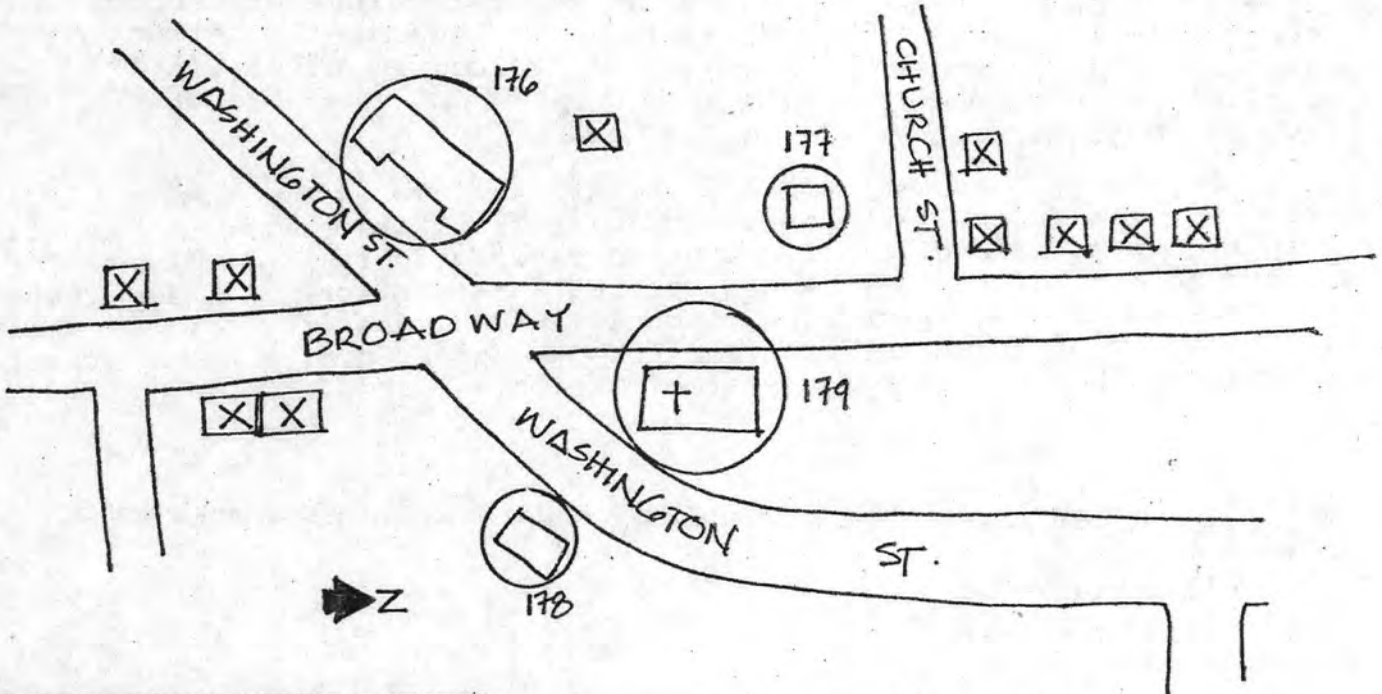 176
WASHINGTON ST.
CHURCH ST.
X
177
X
X X X X
X X
BROADWAY
179
X X
WASHINGTON ST.
178
N